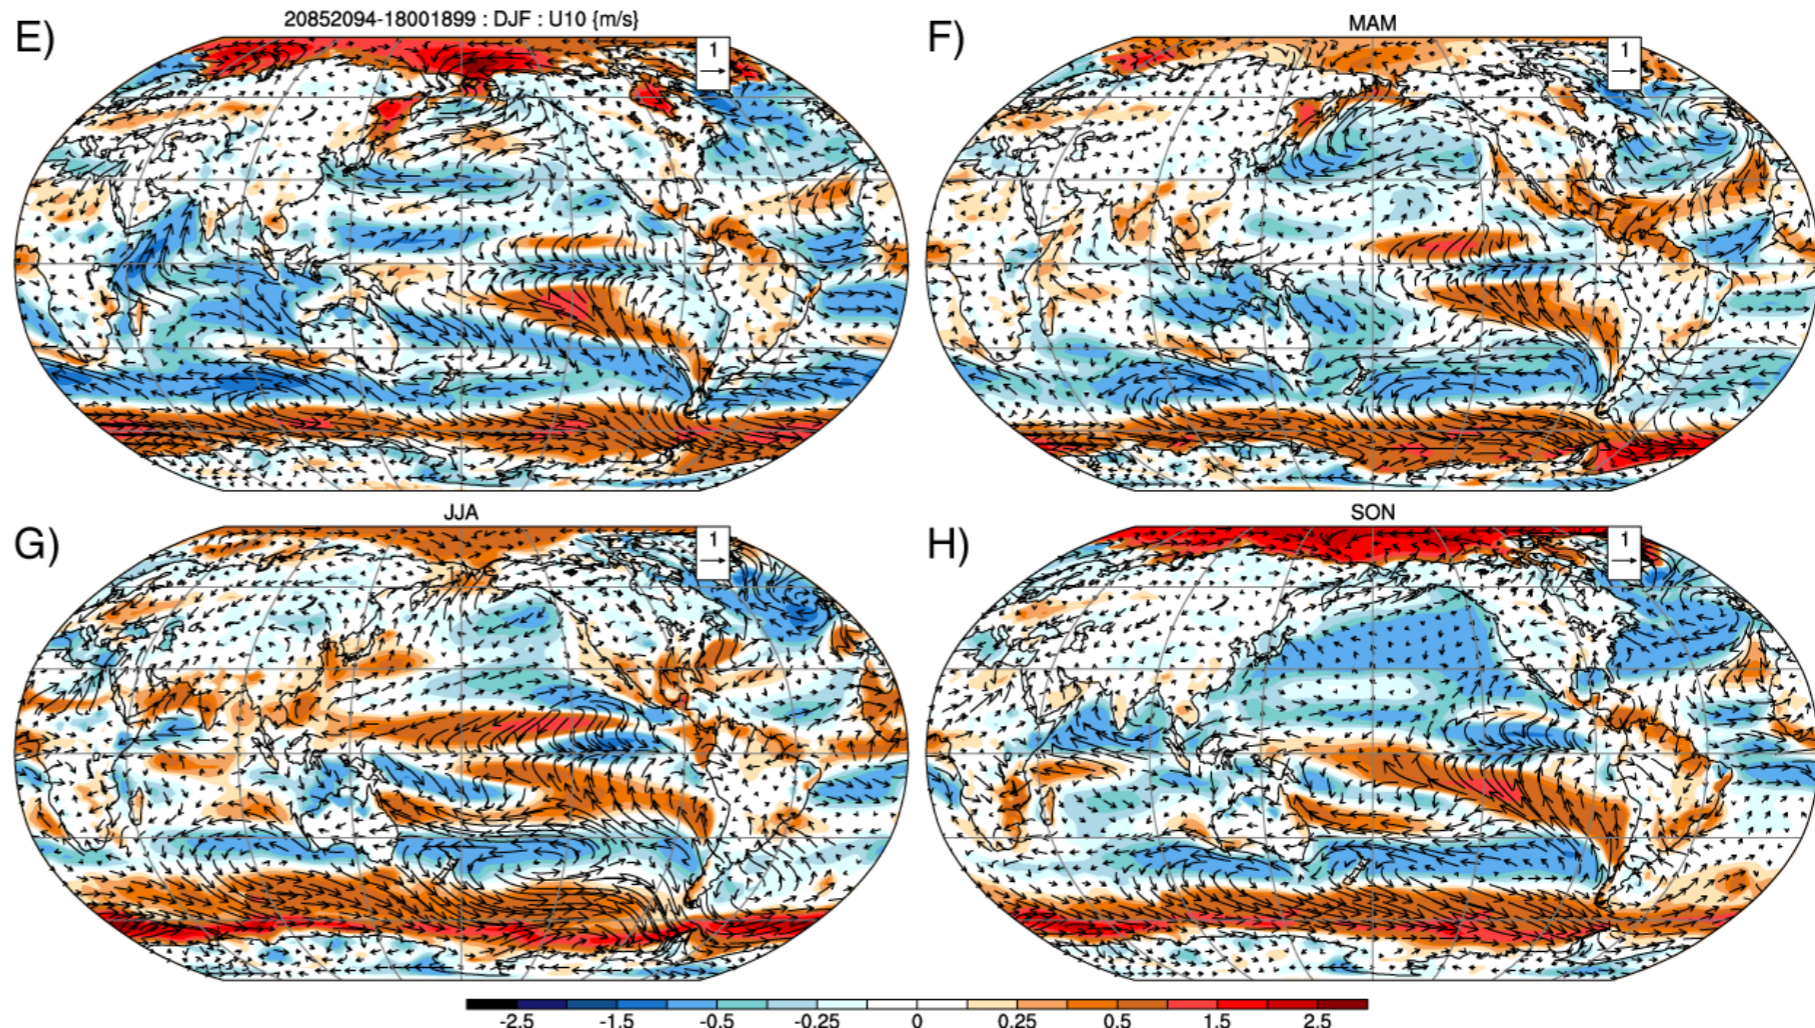 E)
20852094-18001899 : DJF : U10 {m/s}
1
F)
MAM
1
G)
JJA
1
H)
SON
1
-2.5 -1.5 -0.5 -0.25 0 0.25 0.5 1.5 2.5